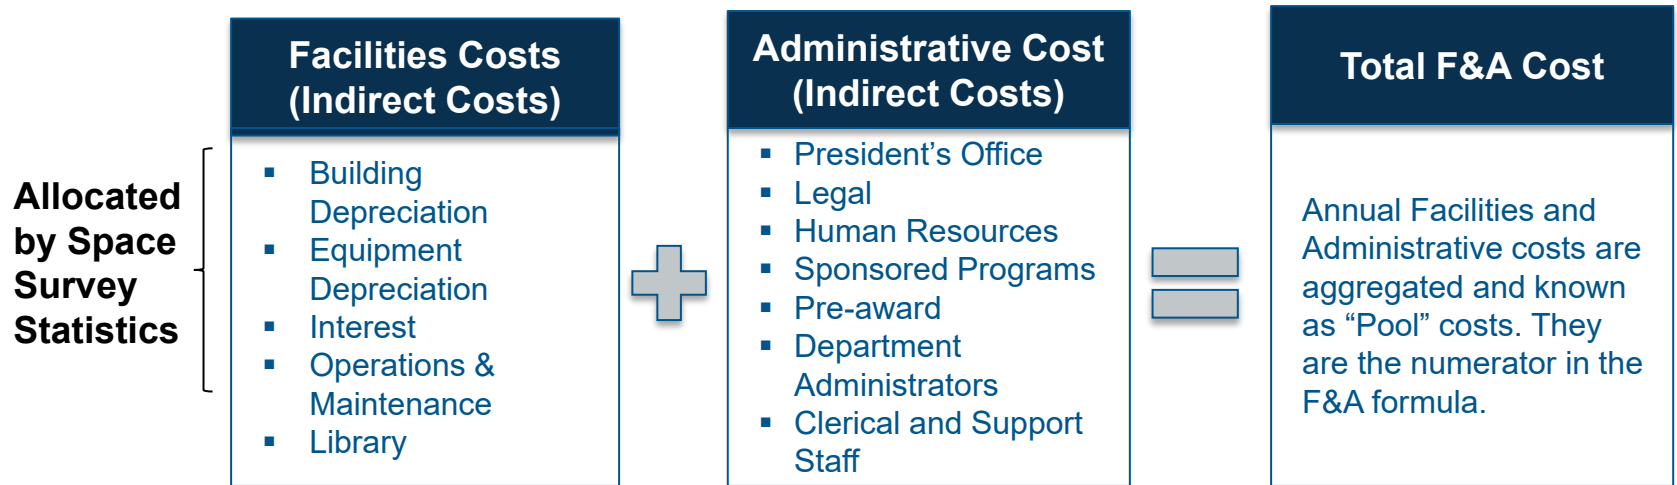 Allocated
by Space
Survey
Statistics
Facilities Costs
(Indirect Costs)
▪ Building
Depreciation
▪ Equipment
Depreciation
▪ Interest
▪ Operations &
Maintenance
▪ Library
Administrative Cost
(Indirect Costs)
▪ President’s Office
▪ Legal
▪ Human Resources
▪ Sponsored Programs
▪ Pre-award
▪ Department
Administrators
▪ Clerical and Support
Staff
Total F&A Cost
Annual Facilities and
Administrative costs are
aggregated and known
as “Pool” costs. They
are the numerator in the
F&A formula.